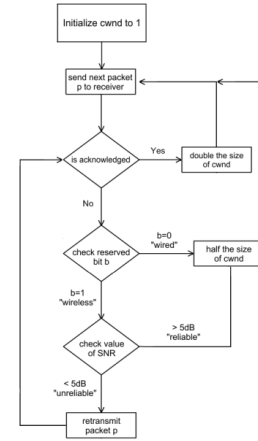 Initialize cwnd to 1
send next packet
p to receiver
is acknowledged
Yes
double the size
of cwnd
No
check reserved
bit b
b=0
"wired"
half the size
of cwnd
b=1
"wireless"
check value
of SNR
> 5dB
"reliable"
< 5dB
"unreliable"
retransmit
packet p